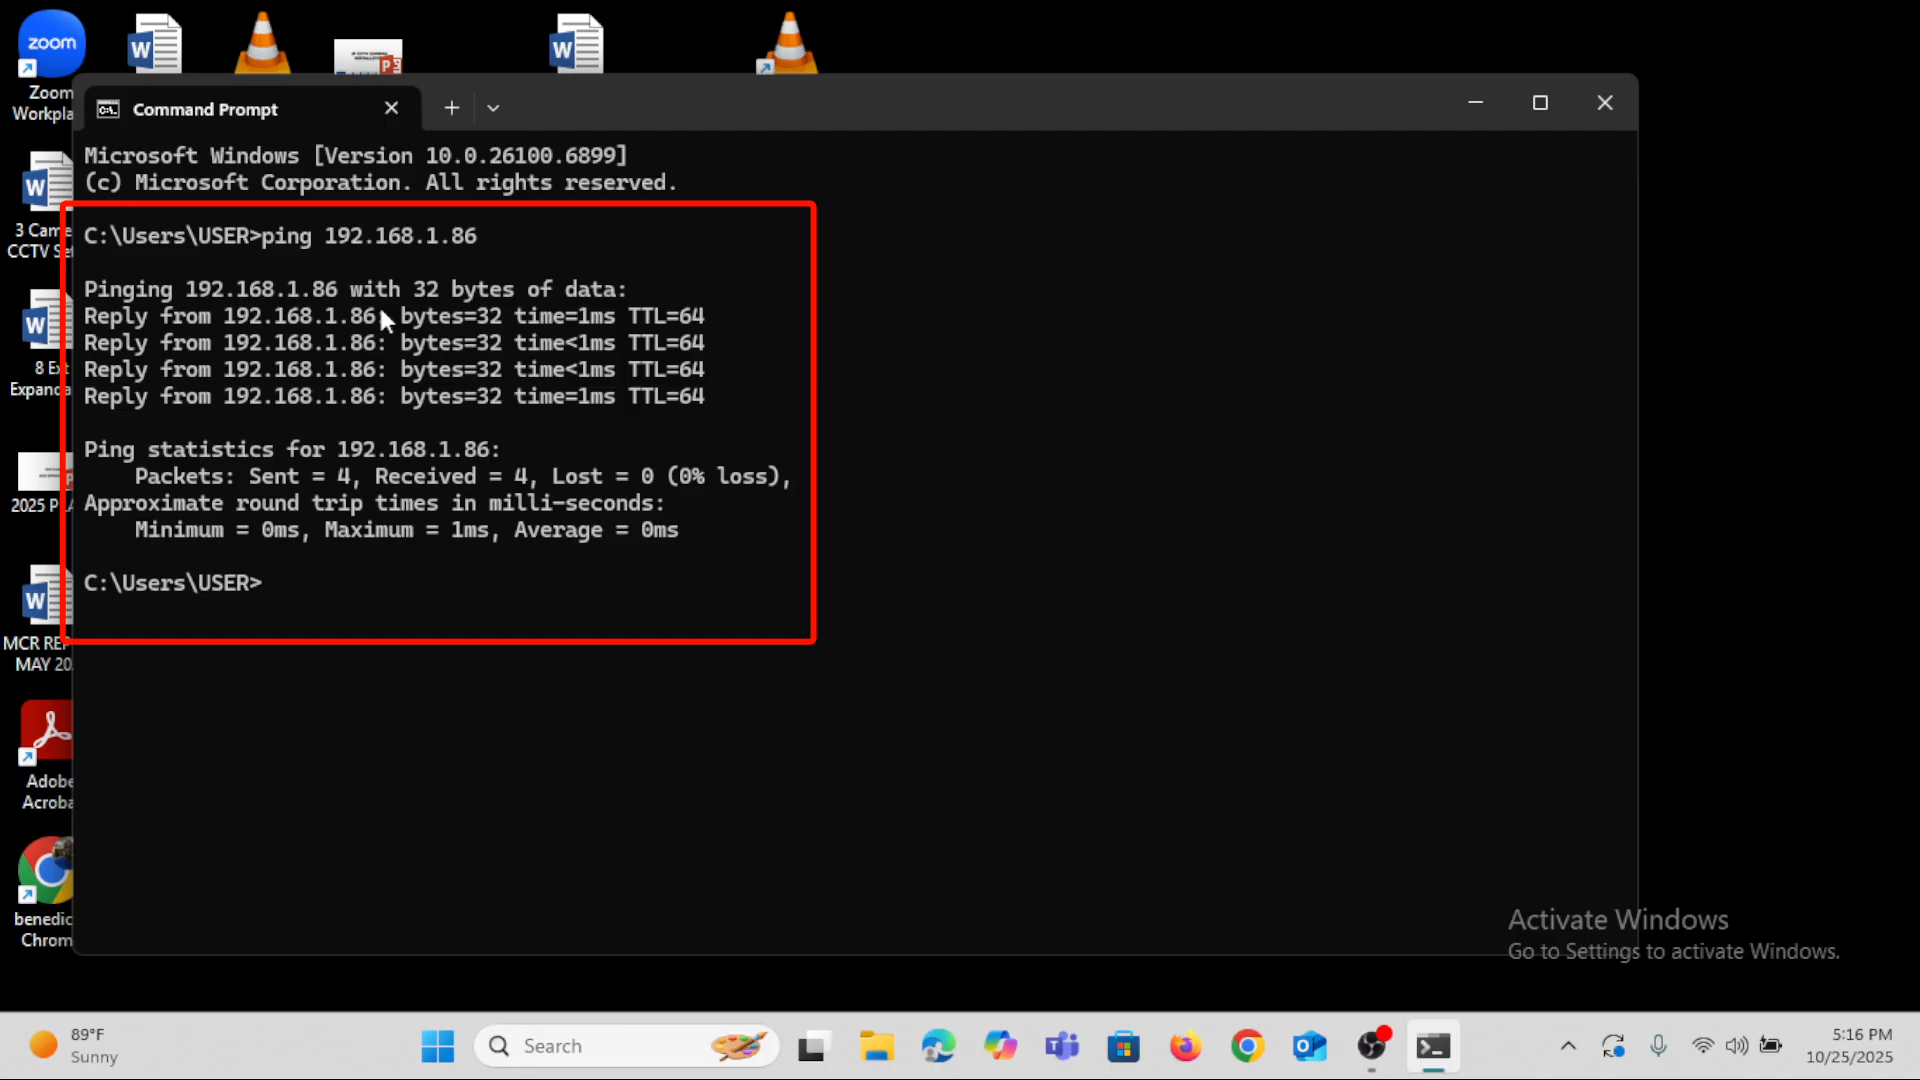 zoom
Zoom
Workpla
Command Prompt
Microsoft Windows [Version 10.0.26100.6899]
(c) Microsoft Corporation. All rights reserved.
C:\Users\USER>ping 192.168.1.86
Pinging 192.168.1.86 with 32 bytes of data:
Reply from 192.168.1.86: bytes=32 time=1ms TTL=64
Reply from 192.168.1.86: bytes=32 time<1ms TTL=64
Reply from 192.168.1.86: bytes=32 time<1ms TTL=64
Reply from 192.168.1.86: bytes=32 time=1ms TTL=64
Ping statistics for 192.168.1.86:
Packets: Sent = 4, Received = 4, Lost = 0 (0% loss),
Approximate round trip times in milli-seconds:
Minimum = 0ms, Maximum = 1ms, Average = 0ms
C:\Users\USER>
3 Came
CCTV Se
8 Ext
Expanda
2025 PLA
MCR REP
MAY 20
Adobe
Acroba
benedic
Chrom
Activate Windows
Go to Settings to activate Windows.
89°F
Sunny
Search
5:16 PM
10/25/2025